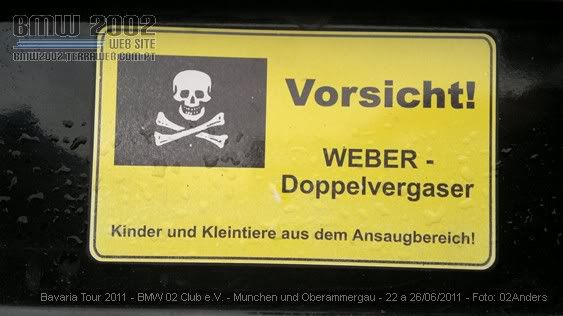 BMW 2002
WEB SITE
BMW2002.TERRAWEB.COM.PT
Vorsicht!
WEBER -
Doppelvergaser
Kinder und Kleintiere aus dem Ansaugbereich!
Bavaria Tour 2011 - BMW 02 Club e.V. - Munchen und Oberammergau - 22 a 26/06/2011 - Foto: 02Anders